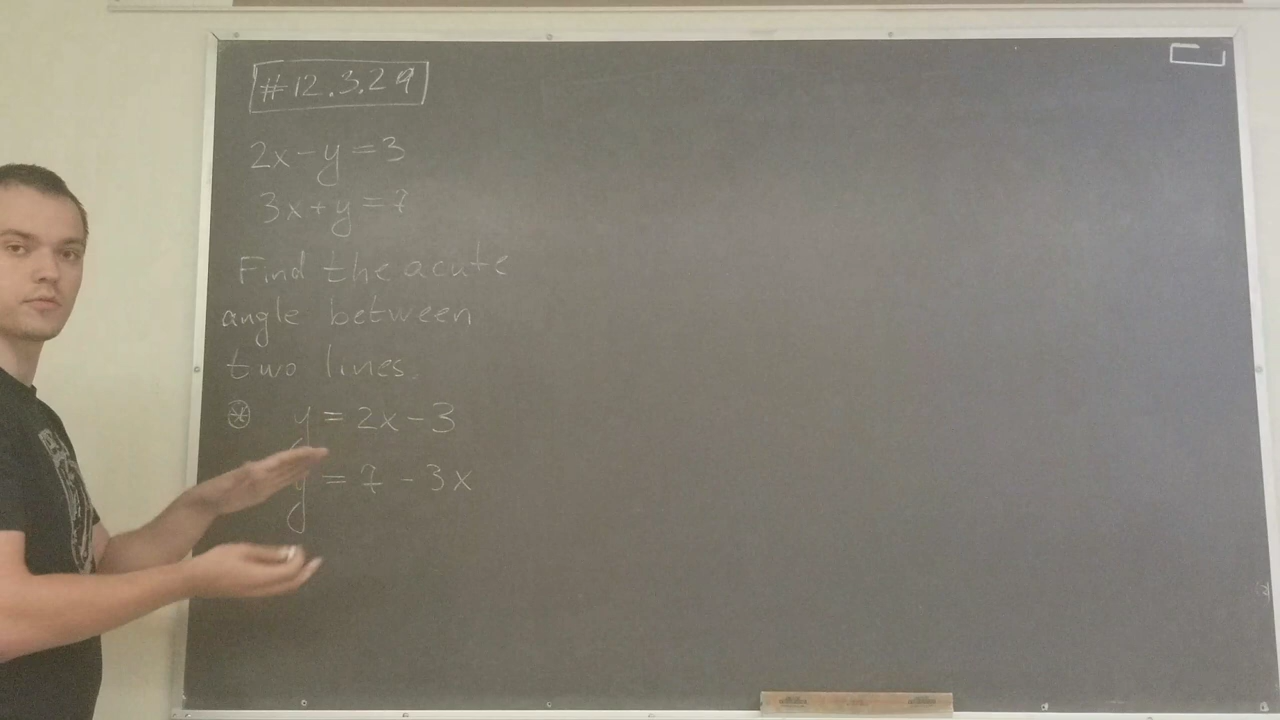 #12.3.29
2x-y=3
3x+y=7
Find the acute
angle between
two lines.
⊛ y = 2x-3
y = 7-3x